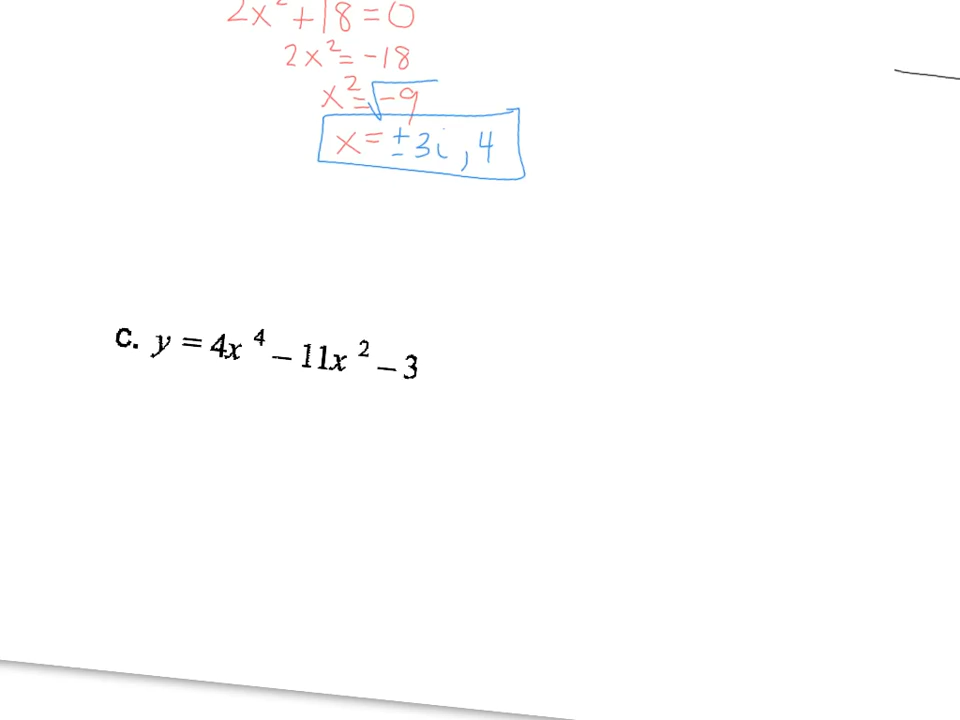 2x² + 18 = 0
2x² = -18
x² = √-9
x = ± 3i , 4
C. y = 4x⁴ – 11x² – 3